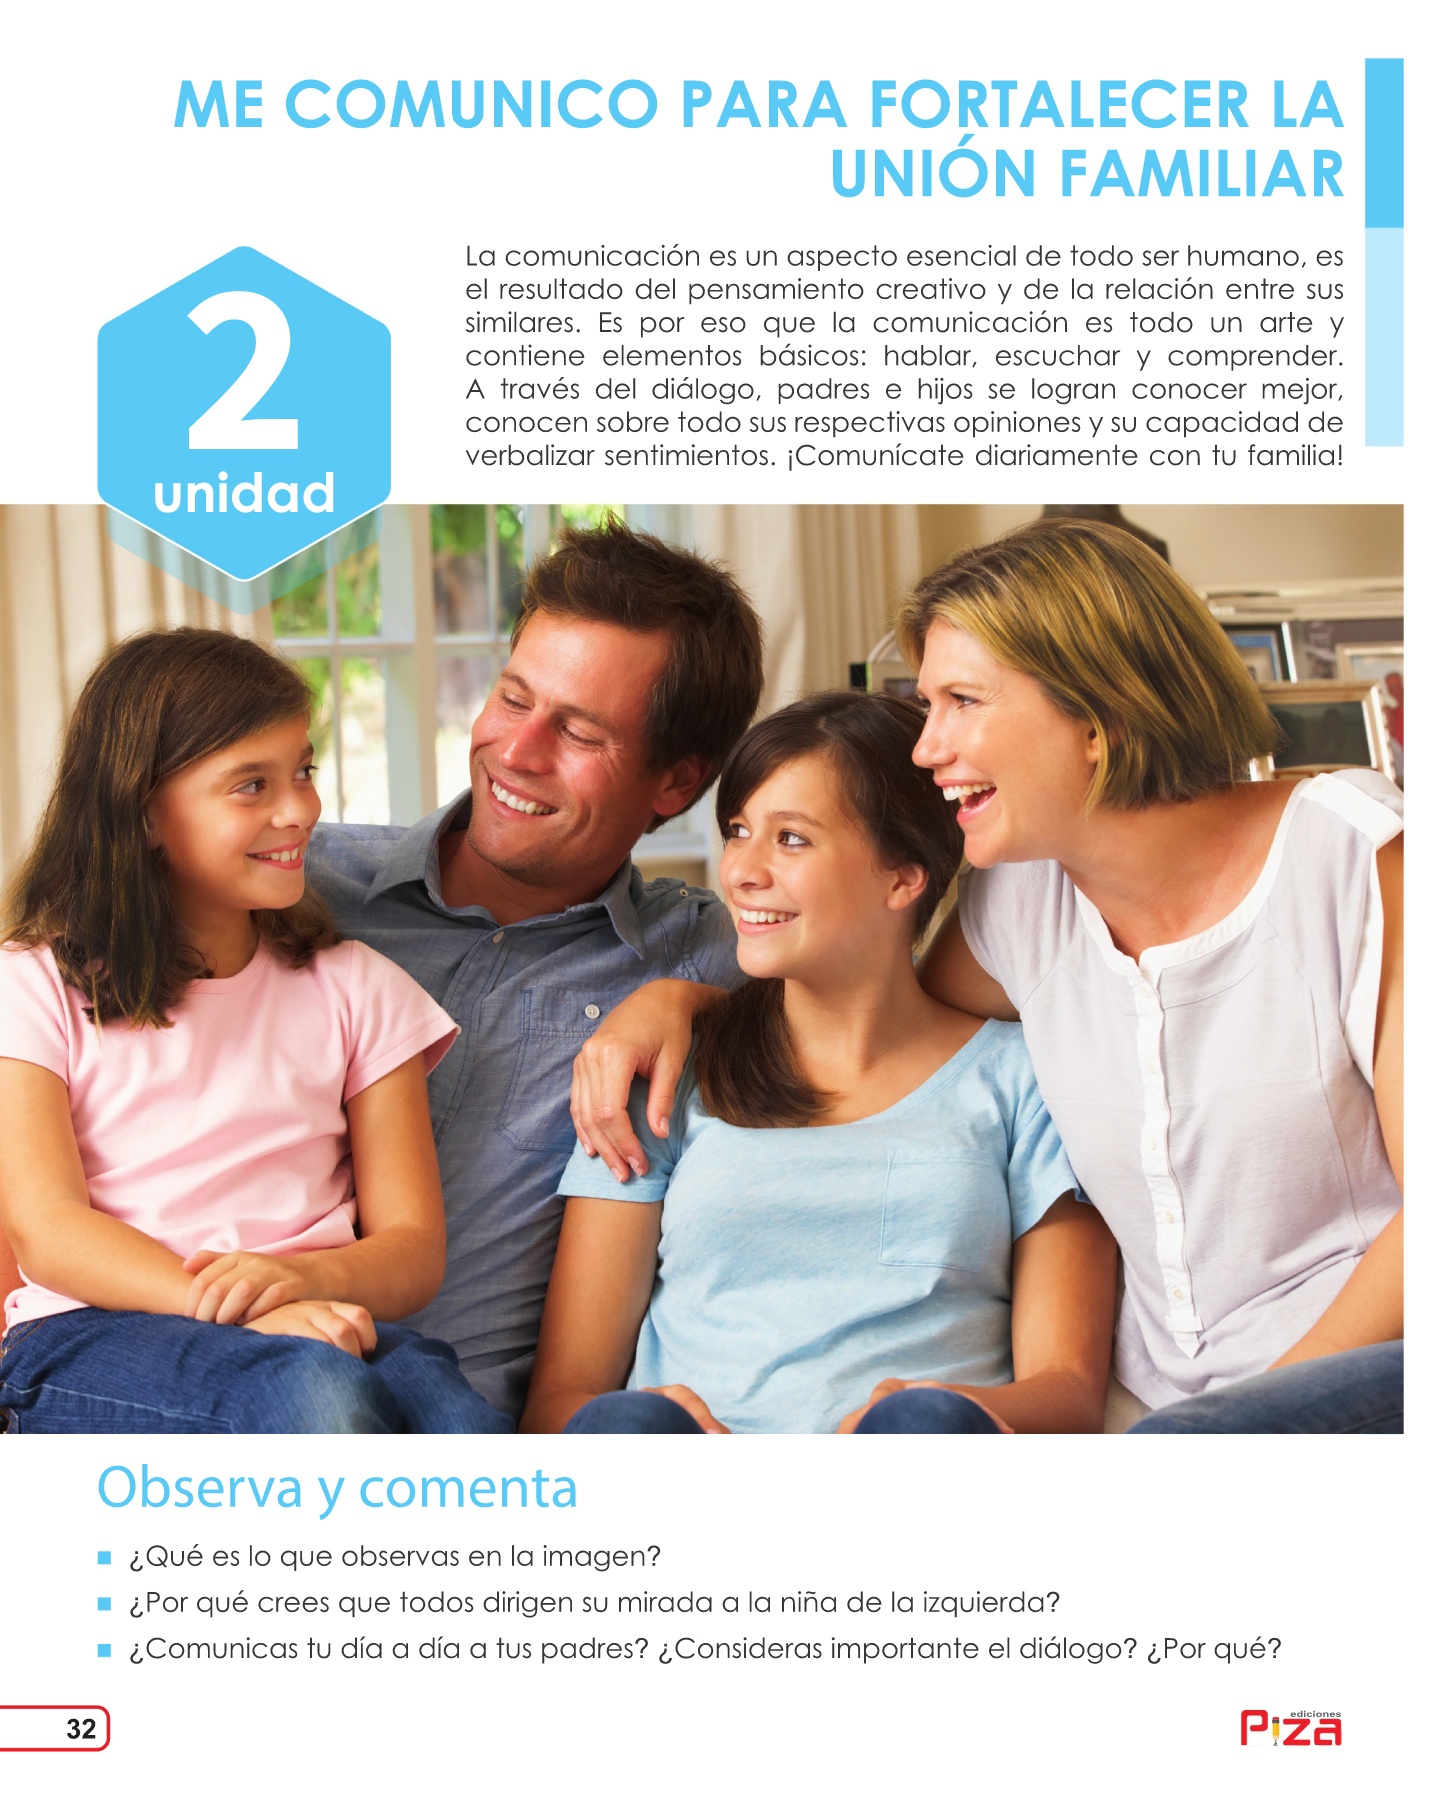 ME COMUNICO PARA FORTALECER LA
UNIÓN FAMILIAR
2
unidad
La comunicación es un aspecto esencial de todo ser humano, es
el resultado del pensamiento creativo y de la relación entre sus
similares. Es por eso que la comunicación es todo un arte y
contiene elementos básicos: hablar, escuchar y comprender.
A través del diálogo, padres e hijos se logran conocer mejor,
conocen sobre todo sus respectivas opiniones y su capacidad de
verbalizar sentimientos. ¡Comunícate diariamente con tu familia!
Observa y comenta
¿Qué es lo que observas en la imagen?
¿Por qué crees que todos dirigen su mirada a la niña de la izquierda?
¿Comunicas tu día a día a tus padres? ¿Consideras importante el diálogo? ¿Por qué?
32
ediciones
Piza